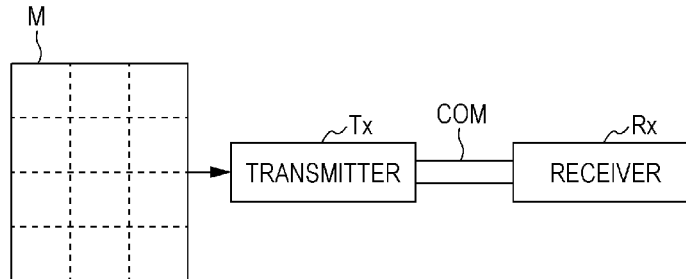 M
Tx
COM
Rx
TRANSMITTER
RECEIVER